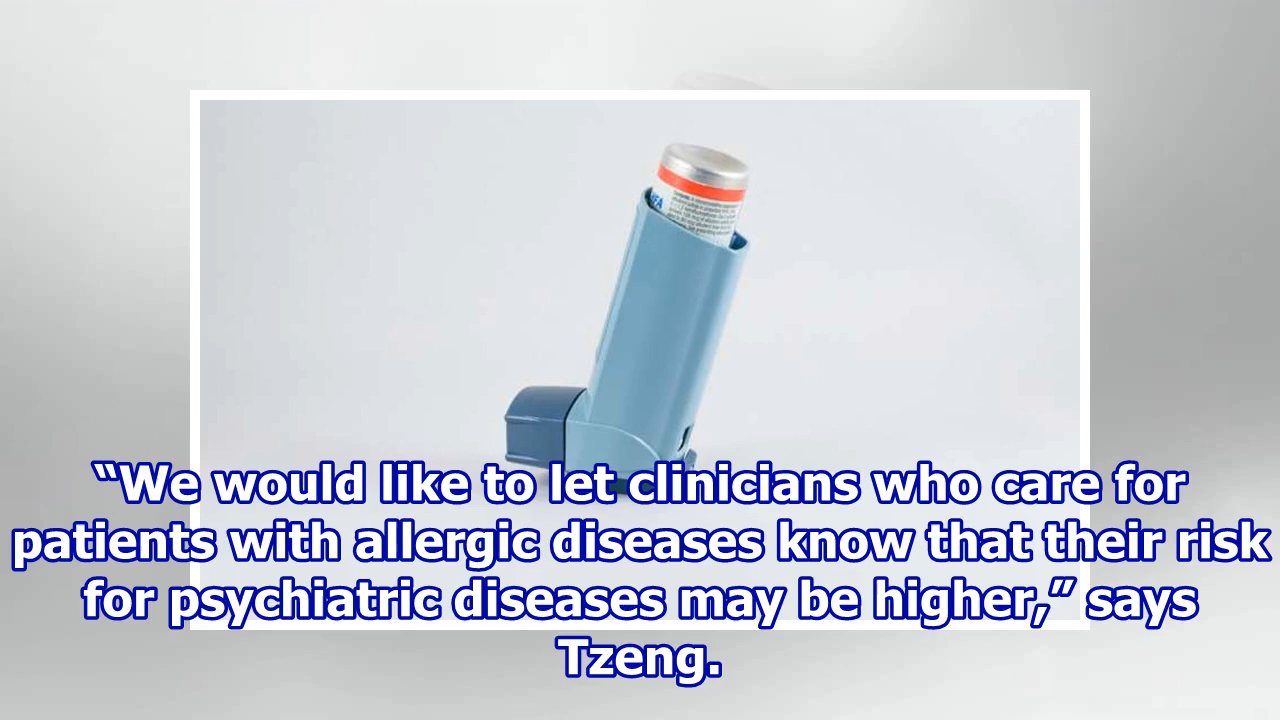 “We would like to let clinicians who care for
patients with allergic diseases know that their risk
for psychiatric diseases may be higher,” says
Tzeng.